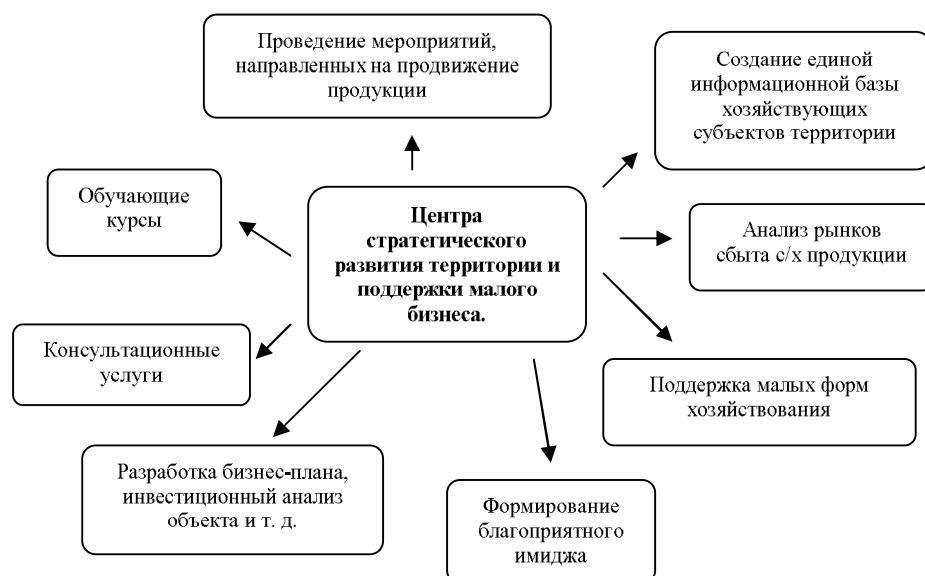 Проведение мероприятий,
направленных на продвижение
продукции
Создание единой
информационной базы
хозяйствующих
субъектов территории
Обучающие
курсы
Центра
стратегического
развития территории и
поддержки малого
бизнеса.
Анализ рынков
сбыта с/х продукции
Консультационные
услуги
Поддержка малых форм
хозяйствования
Разработка бизнес-плана,
инвестиционный анализ
объекта и т. д.
Формирование
благоприятного
имиджа